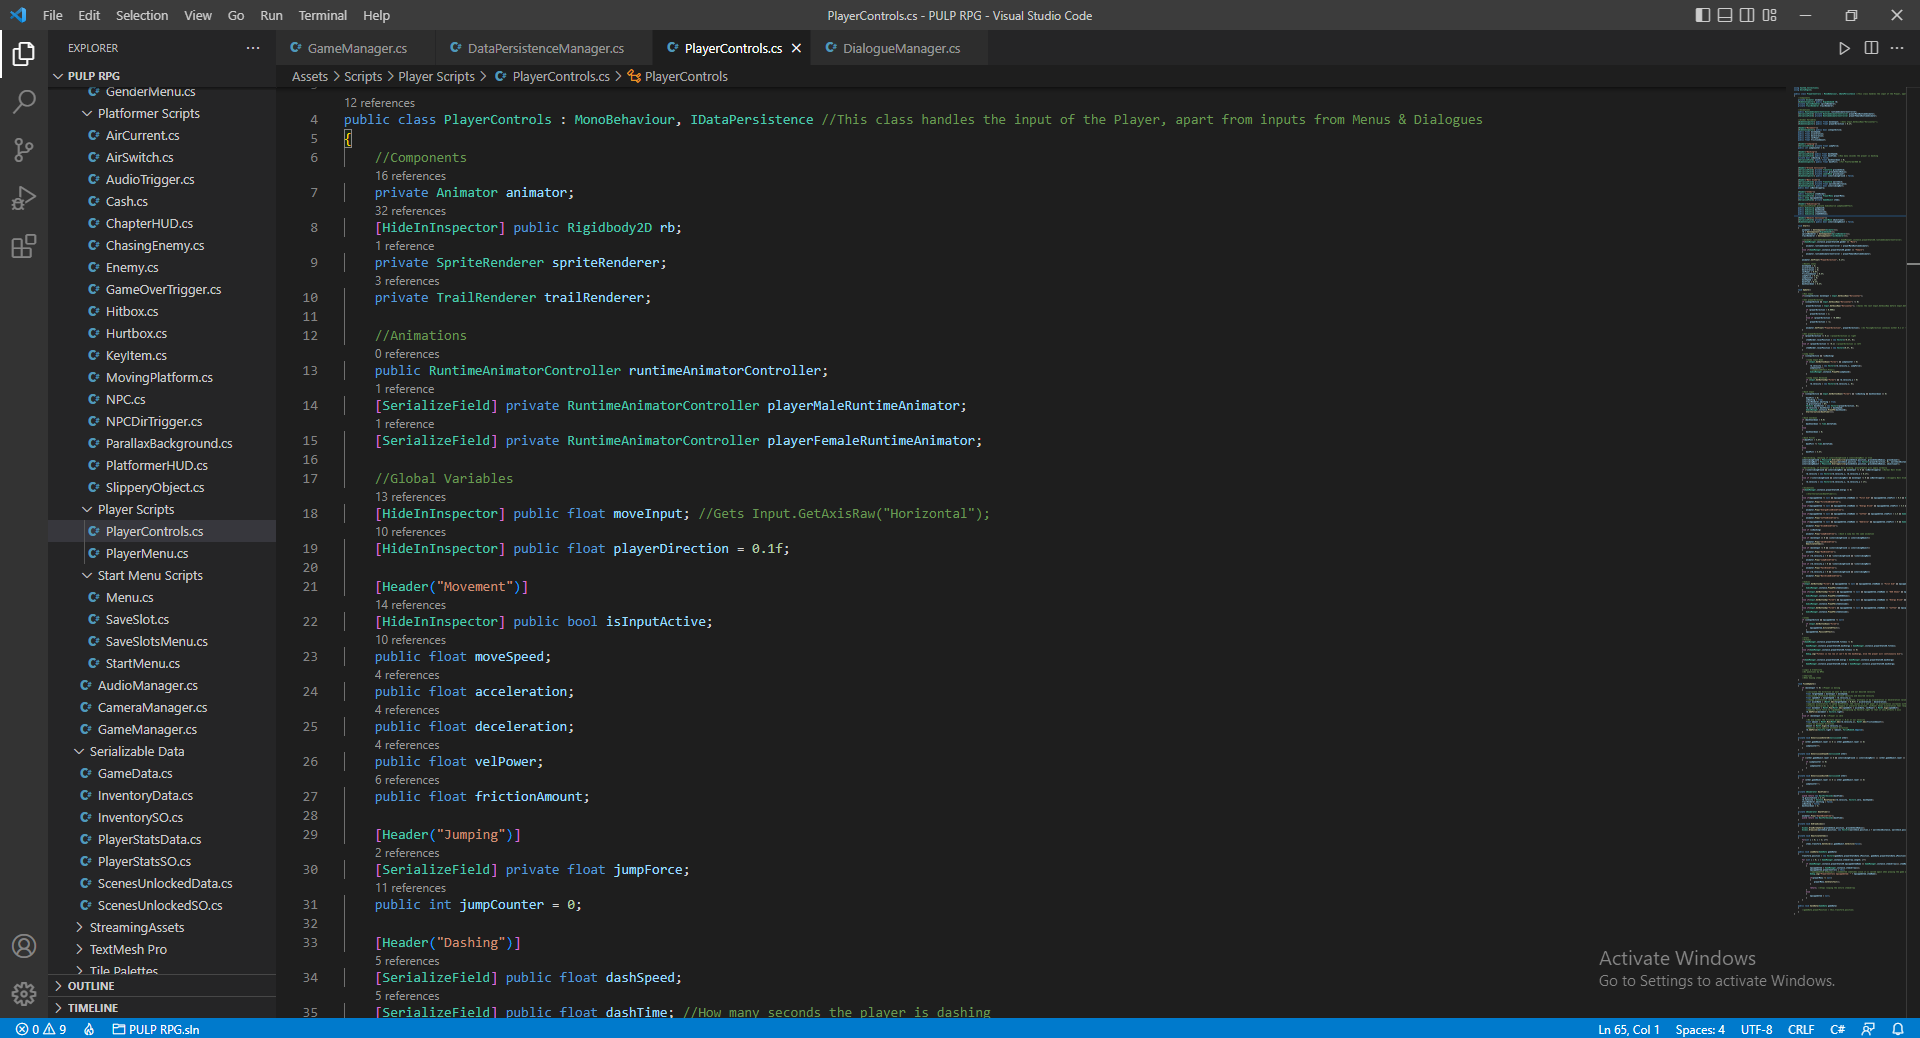 File Edit Selection View Go Run Terminal Help
PlayerControls.cs - PULP RPG - Visual Studio Code
EXPLORER
PULP RPG
GenderMenu.cs
Platformer Scripts
AirCurrent.cs
AirSwitch.cs
AudioTrigger.cs
Cash.cs
ChapterHUD.cs
ChasingEnemy.cs
Enemy.cs
GameOverTrigger.cs
Hitbox.cs
Hurtbox.cs
KeyItem.cs
MovingPlatform.cs
NPC.cs
NPCDirTrigger.cs
ParallaxBackground.cs
PlatformerHUD.cs
SlipperyObject.cs
Player Scripts
PlayerControls.cs
PlayerMenu.cs
Start Menu Scripts
Menu.cs
SaveSlot.cs
SaveSlotsMenu.cs
StartMenu.cs
AudioManager.cs
CameraManager.cs
GameManager.cs
Serializable Data
GameData.cs
InventoryData.cs
InventorySO.cs
PlayerStatsData.cs
PlayerStatsSO.cs
ScenesUnlockedData.cs
ScenesUnlockedSO.cs
StreamingAssets
TextMesh Pro
Tile Palettes
OUTLINE
TIMELINE
GameManager.cs DataPersistenceManager.cs PlayerControls.cs DialogueManager.cs
Assets > Scripts > Player Scripts > PlayerControls.cs > PlayerControls
12 references
4 public class PlayerControls : MonoBehaviour, IDataPersistence //This class handles the input of the Player, apart from inputs from Menus & Dialogues
5 {
6 //Components
16 references
7 private Animator animator;
32 references
8 [HideInInspector] public Rigidbody2D rb;
1 reference
9 private SpriteRenderer spriteRenderer;
3 references
10 private TrailRenderer trailRenderer;
11
12 //Animations
0 references
13 public RuntimeAnimatorController runtimeAnimatorController;
1 reference
14 [SerializeField] private RuntimeAnimatorController playerMaleRuntimeAnimator;
1 reference
15 [SerializeField] private RuntimeAnimatorController playerFemaleRuntimeAnimator;
16
17 //Global Variables
13 references
18 [HideInInspector] public float moveInput; //Gets Input.GetAxisRaw("Horizontal");
10 references
19 [HideInInspector] public float playerDirection = 0.1f;
20
21 [Header("Movement")]
14 references
22 [HideInInspector] public bool isInputActive;
10 references
23 public float moveSpeed;
4 references
24 public float acceleration;
4 references
25 public float deceleration;
4 references
26 public float velPower;
6 references
27 public float frictionAmount;
28
29 [Header("Jumping")]
2 references
30 [SerializeField] private float jumpForce;
11 references
31 public int jumpCounter = 0;
32
33 [Header("Dashing")]
5 references
34 [SerializeField] public float dashSpeed;
5 references
35 [SerializeField] public float dashTime; //How many seconds the player is dashing
Activate Windows
Go to Settings to activate Windows.
0 9 PULP RPG.sln
Ln 65, Col 1 Spaces: 4 UTF-8 CRLF C#